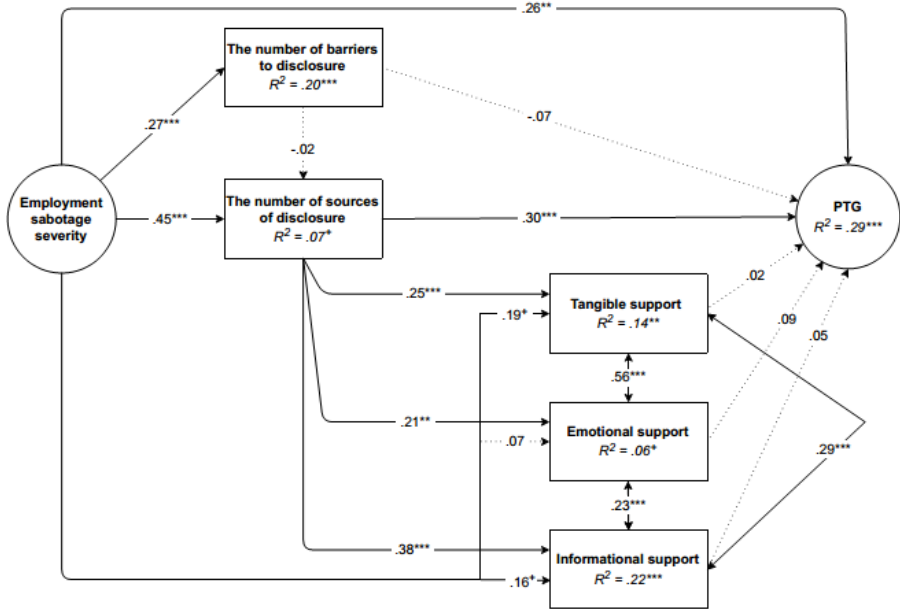 .26**
The number of barriers
to disclosure
R² = .20***
.27***
-.07
-.02
Employment
sabotage
severity
.45***
The number of sources
of disclosure
R² = .07⁺
.30***
PTG
R² = .29***
.25***
.19⁺
Tangible support
R² = .14**
.02
.09
.05
.56***
.21**
.07
Emotional support
R² = .06⁺
.29***
.23***
.38***
.16⁺
Informational support
R² = .22***